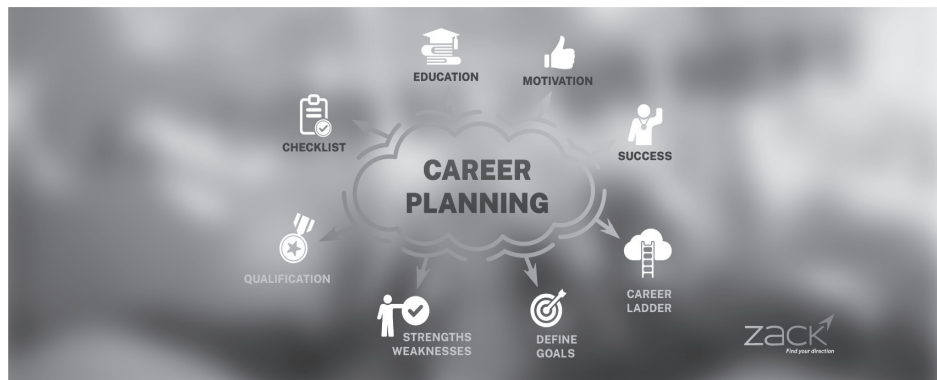 EDUCATION
MOTIVATION
CHECKLIST
SUCCESS
CAREER
PLANNING
QUALIFICATION
CAREER
LADDER
STRENGTHS
WEAKNESSES
DEFINE
GOALS
zack
Find your direction